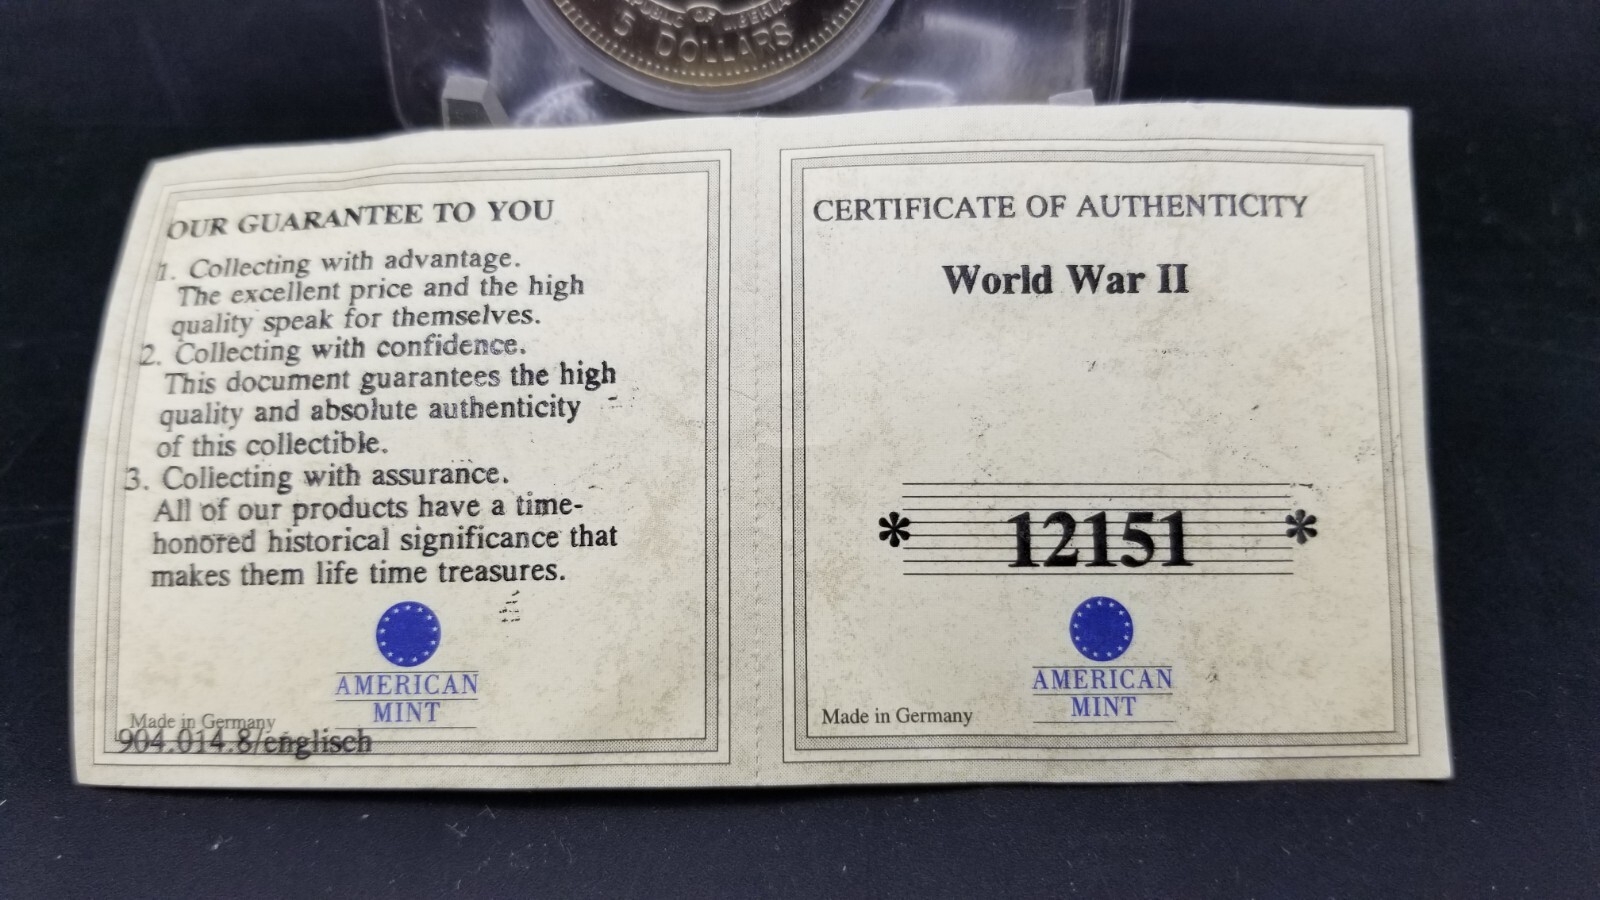 REPUBLIC OF LIBERIA
5 DOLLARS
OUR GUARANTEE TO YOU
1. Collecting with advantage.
The excellent price and the high
quality speak for themselves.
2. Collecting with confidence.
This document guarantees the high
quality and absolute authenticity
of this collectible.
3. Collecting with assurance.
All of our products have a time-
honored historical significance that
makes them life time treasures.
AMERICAN
MINT
Made in Germany
904.014.8/englisch
CERTIFICATE OF AUTHENTICITY
World War II
* 12151 *
AMERICAN
MINT
Made in Germany